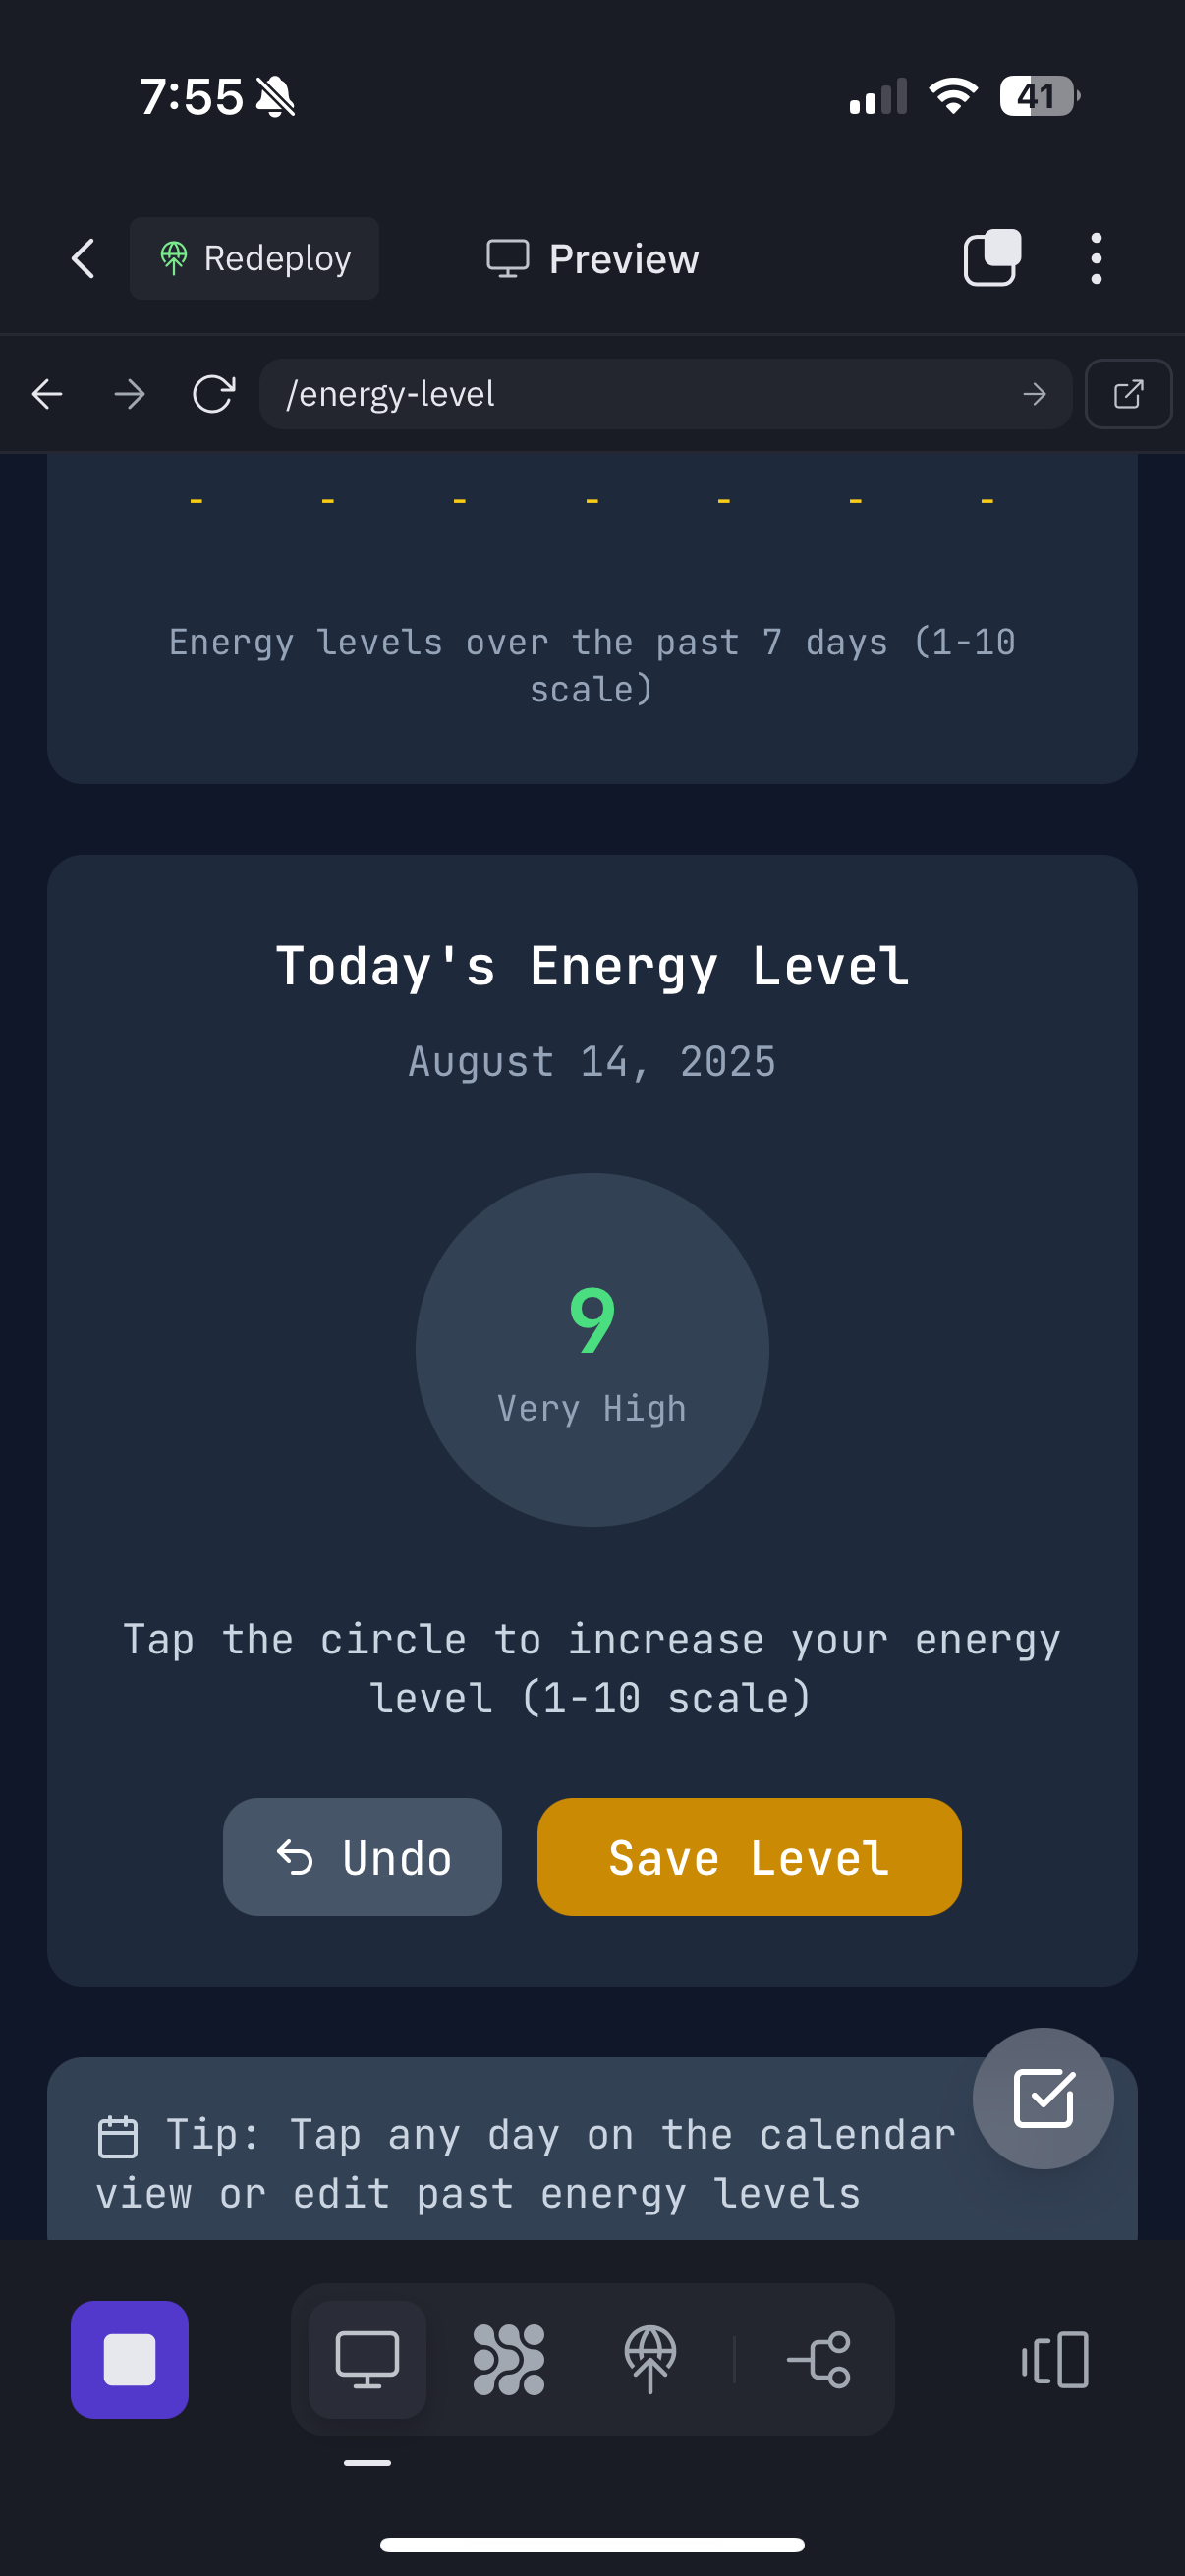 7:55
41
Redeploy
Preview
/energy-level
- - - - - - -
Energy levels over the past 7 days (1-10
scale)
Today's Energy Level
August 14, 2025
9
Very High
Tap the circle to increase your energy
level (1-10 scale)
Undo
Save Level
Tip: Tap any day on the calendar
view or edit past energy levels